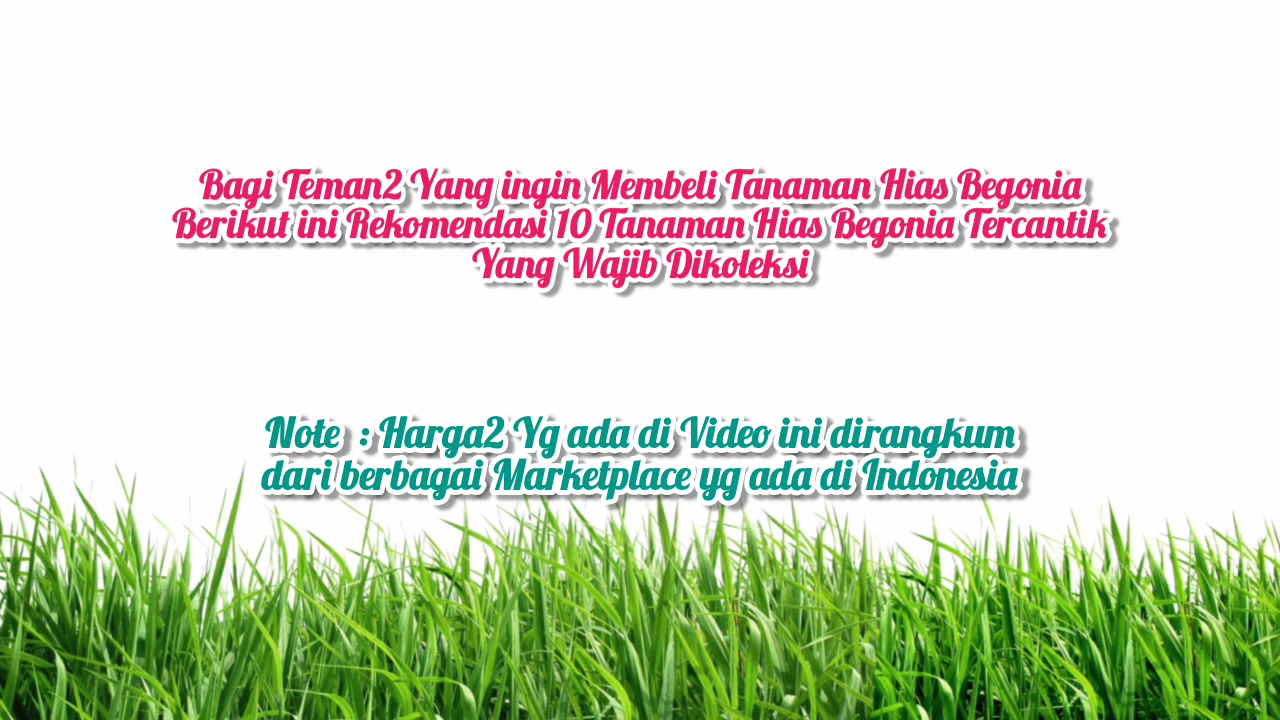 Bagi Teman2 Yang ingin Membeli Tanaman Hias Begonia
Berikut ini Rekomendasi 10 Tanaman Hias Begonia Tercantik
Yang Wajib Dikoleksi
Note : Harga2 Yg ada di Video ini dirangkum
dari berbagai Marketplace yg ada di Indonesia